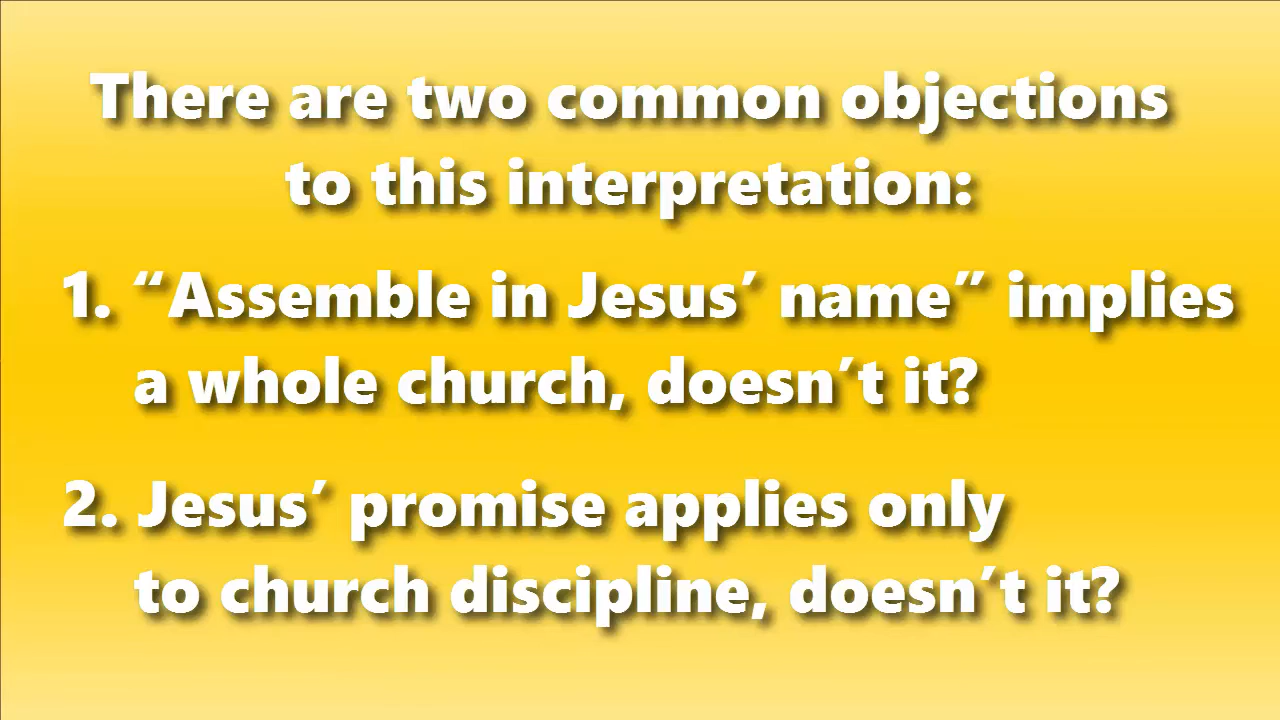 There are two common objections
to this interpretation:
1. “Assemble in Jesus’ name” implies
a whole church, doesn’t it?
2. Jesus’ promise applies only
to church discipline, doesn’t it?